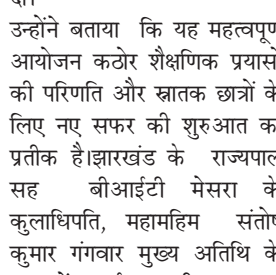 उन्होंने बताया कि यह महत्वपूर्ण
आयोजन कठोर शैक्षणिक प्रयासों
की परिणति और स्नातक छात्रों के
लिए नए सफर की शुरुआत का
प्रतीक है।झारखंड के राज्यपाल
सह बीआईटी मेसरा के
कुलाधिपति, महामहिम संतोष
कुमार गंगवार मुख्य अतिथि के